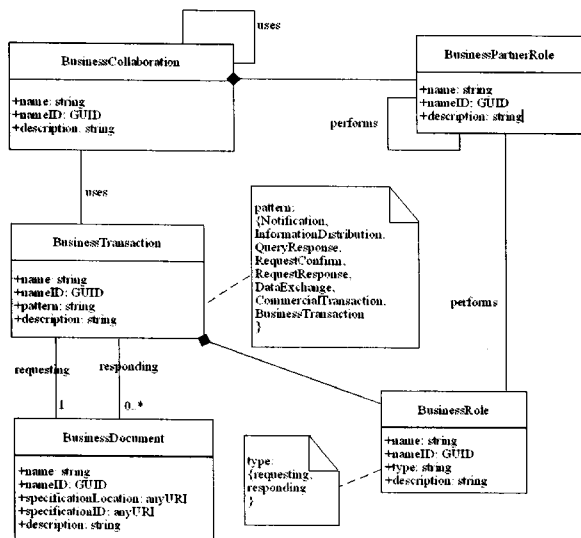 uses
BusinessCollaboration
+name: string
+nameID: GUID
+description: string
BusinessPartnerRole
+name: string
+nameID: GUID
+description: string
performs
uses
BusinessTransaction
+name: string
+nameID: GUID
+pattern: string
+description: string
pattern:
{Notification,
InformationDistribution,
QueryResponse,
RequestConfirm,
RequestResponse,
DataExchange,
CommercialTransaction,
BusinessTransaction
}
performs
requesting
responding
1
0..*
BusinessDocument
+name: string
+nameID: GUID
+specificationLocation: anyURI
+specificationID: anyURI
+description: string
type:
{requesting,
responding
}
BusinessRole
+name: string
+nameID: GUID
+type: string
+description: string